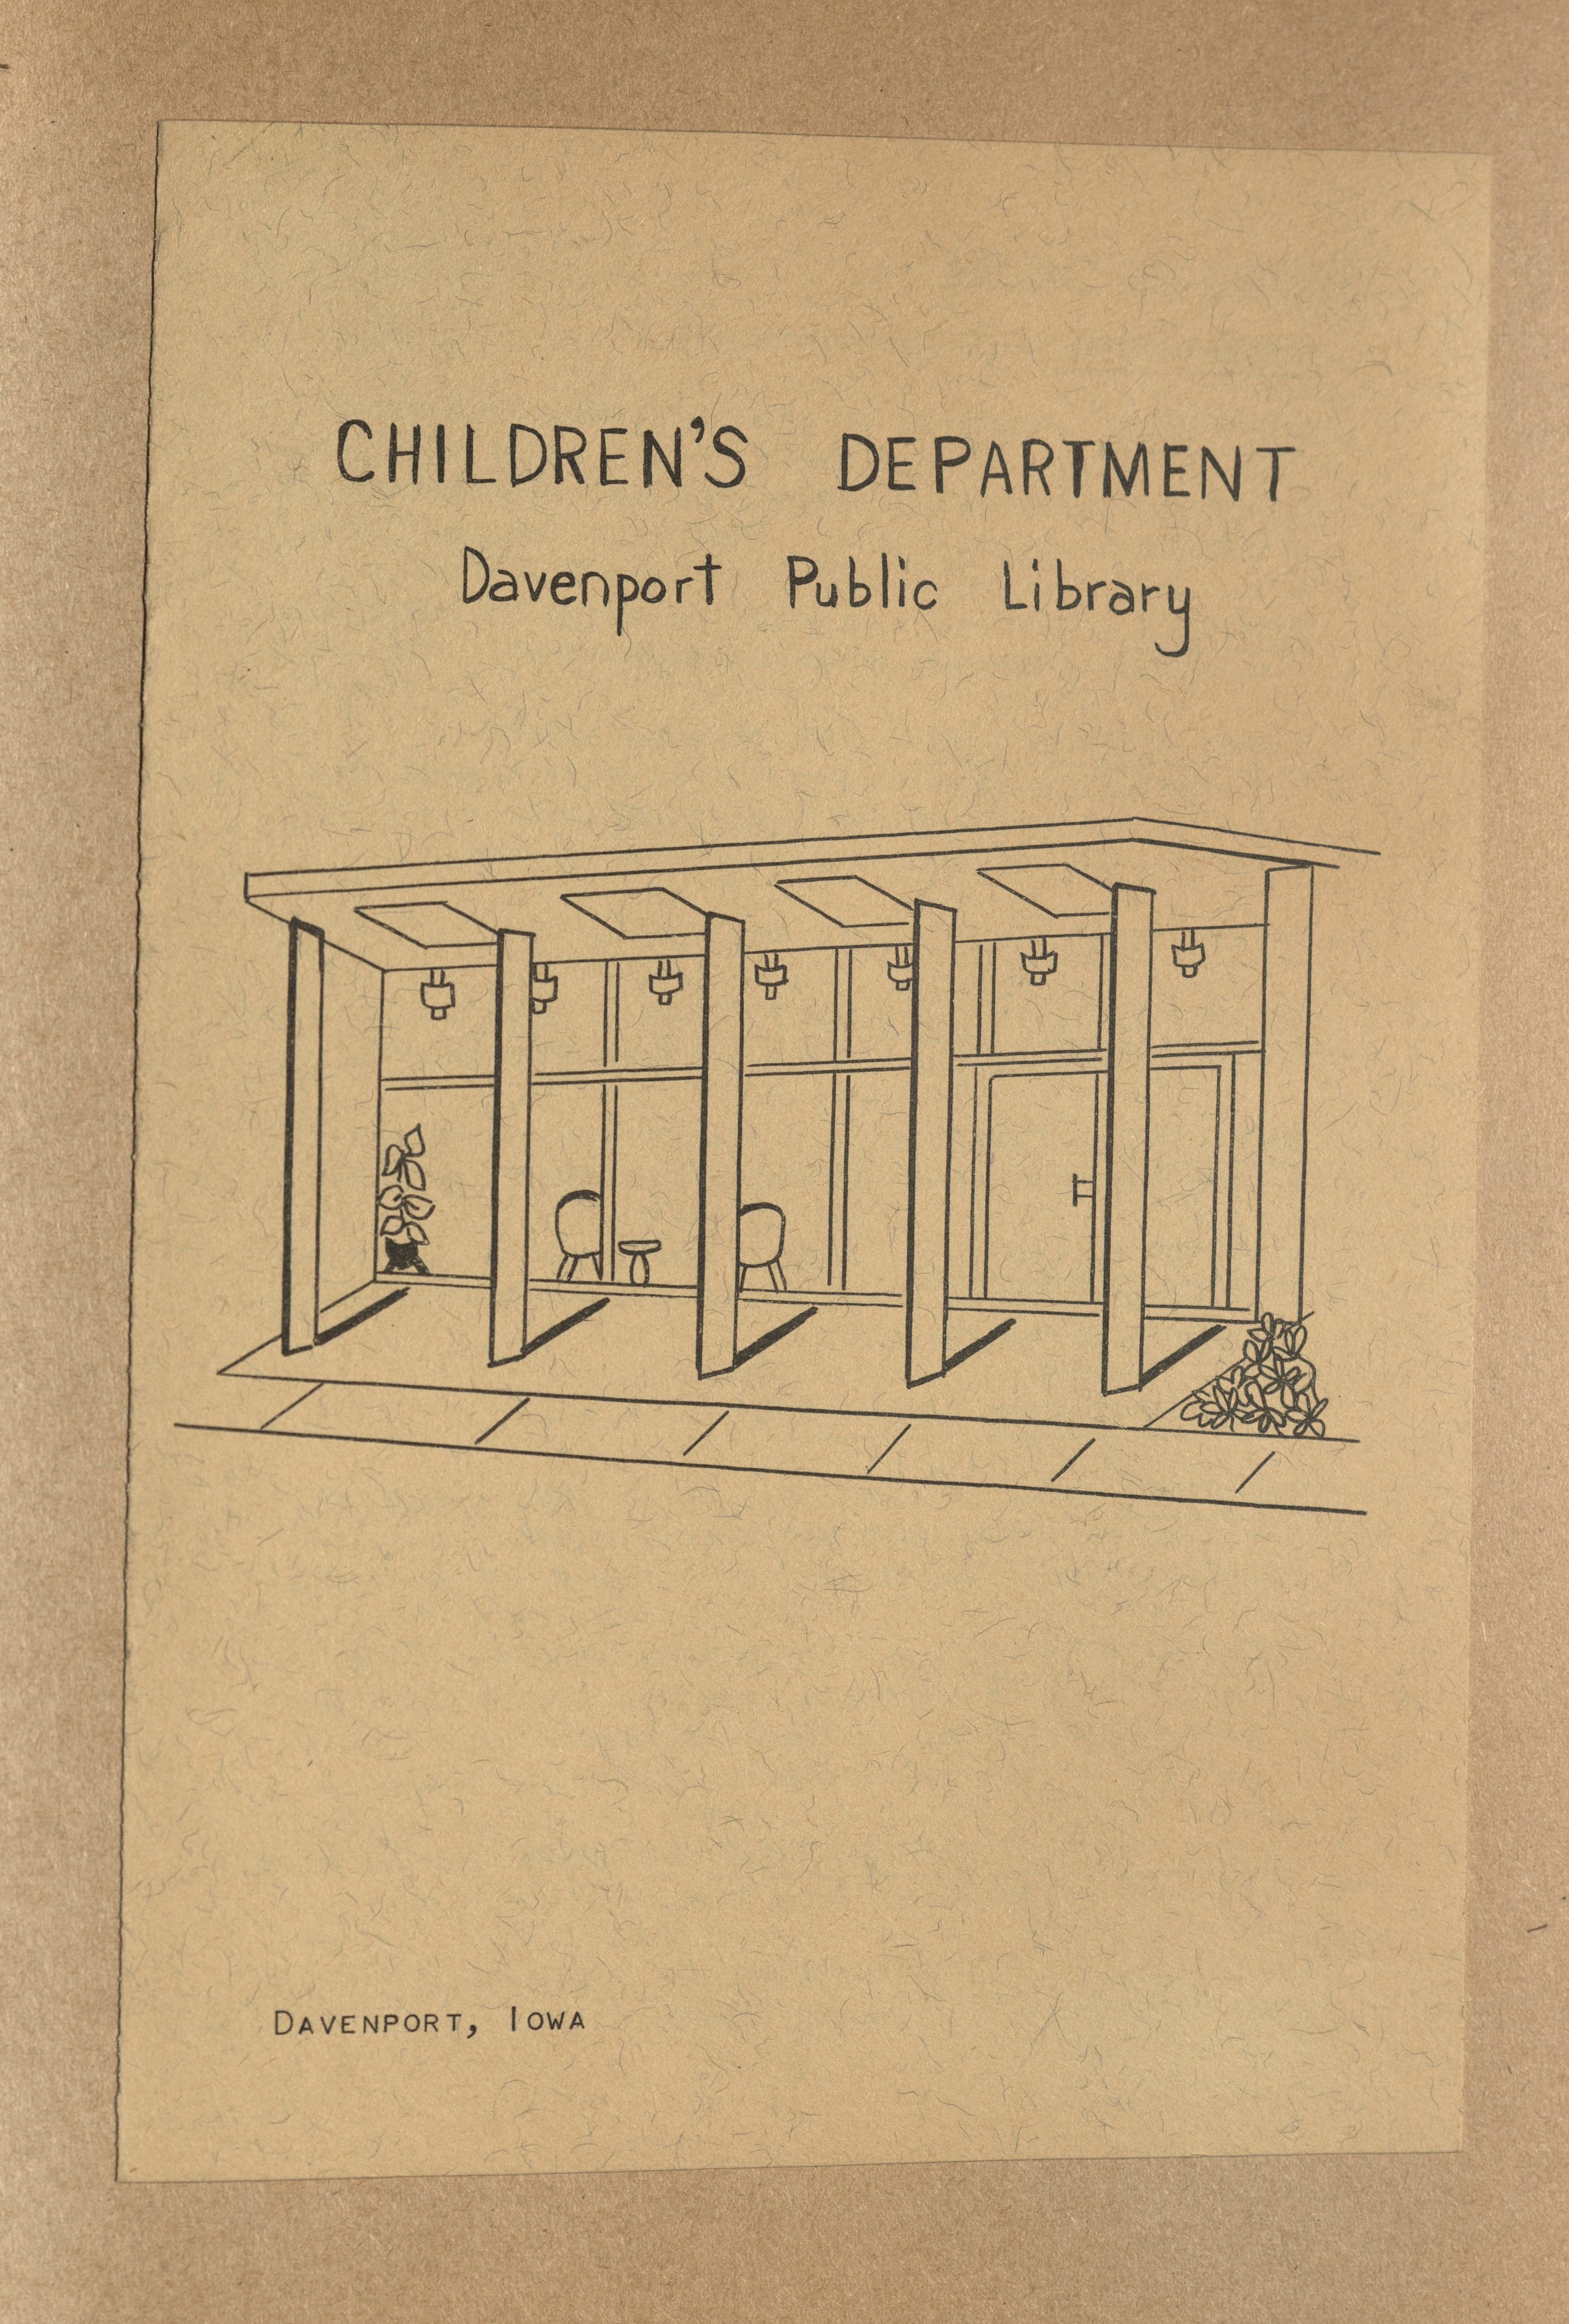 CHILDREN'S DEPARTMENT
Davenport Public Library
DAVENPORT, IOWA